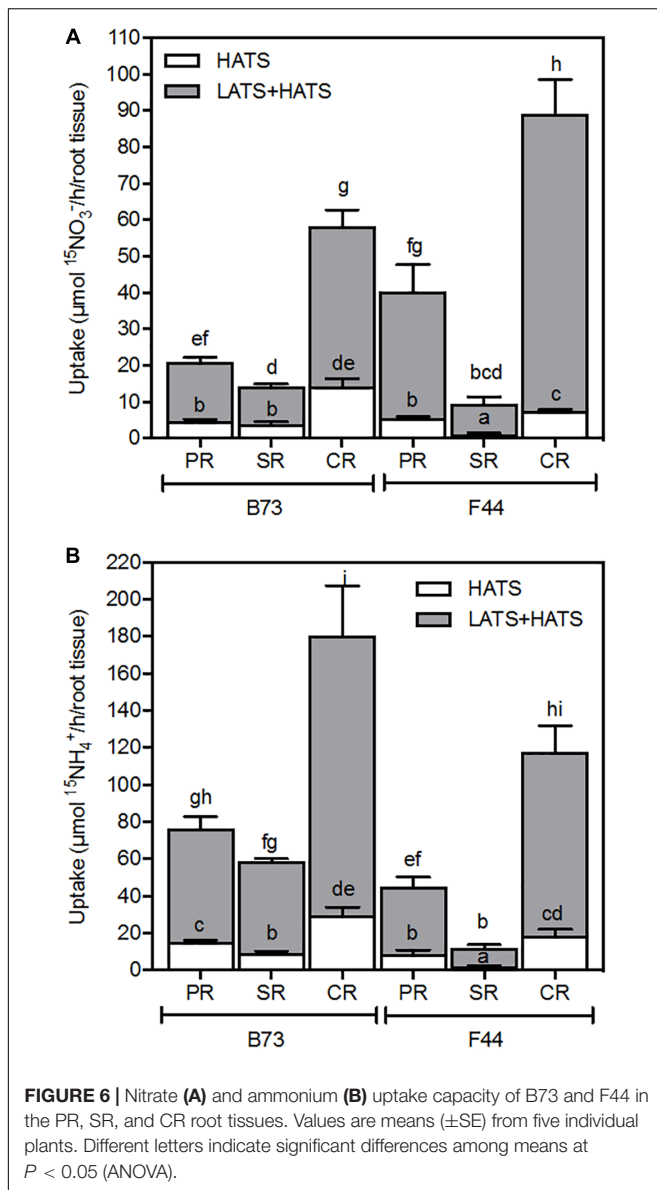 A
HATS
LATS+HATS
Uptake (µmol ¹⁵NO₃⁻/h/root tissue)
110
100
90
80
70
60
50
40
30
20
10
0
ef
b
d
b
g
de
fg
b
bcd
a
h
c
PR SR CR PR SR CR
B73 F44
B
HATS
LATS+HATS
Uptake (µmol ¹⁵NH₄⁺/h/root tissue)
220
200
180
160
140
120
100
80
60
40
20
0
gh
c
fg
b
i
de
ef
b
b
a
hi
cd
PR SR CR PR SR CR
B73 F44
FIGURE 6 | Nitrate (A) and ammonium (B) uptake capacity of B73 and F44 in
the PR, SR, and CR root tissues. Values are means (±SE) from five individual
plants. Different letters indicate significant differences among means at
P < 0.05 (ANOVA).